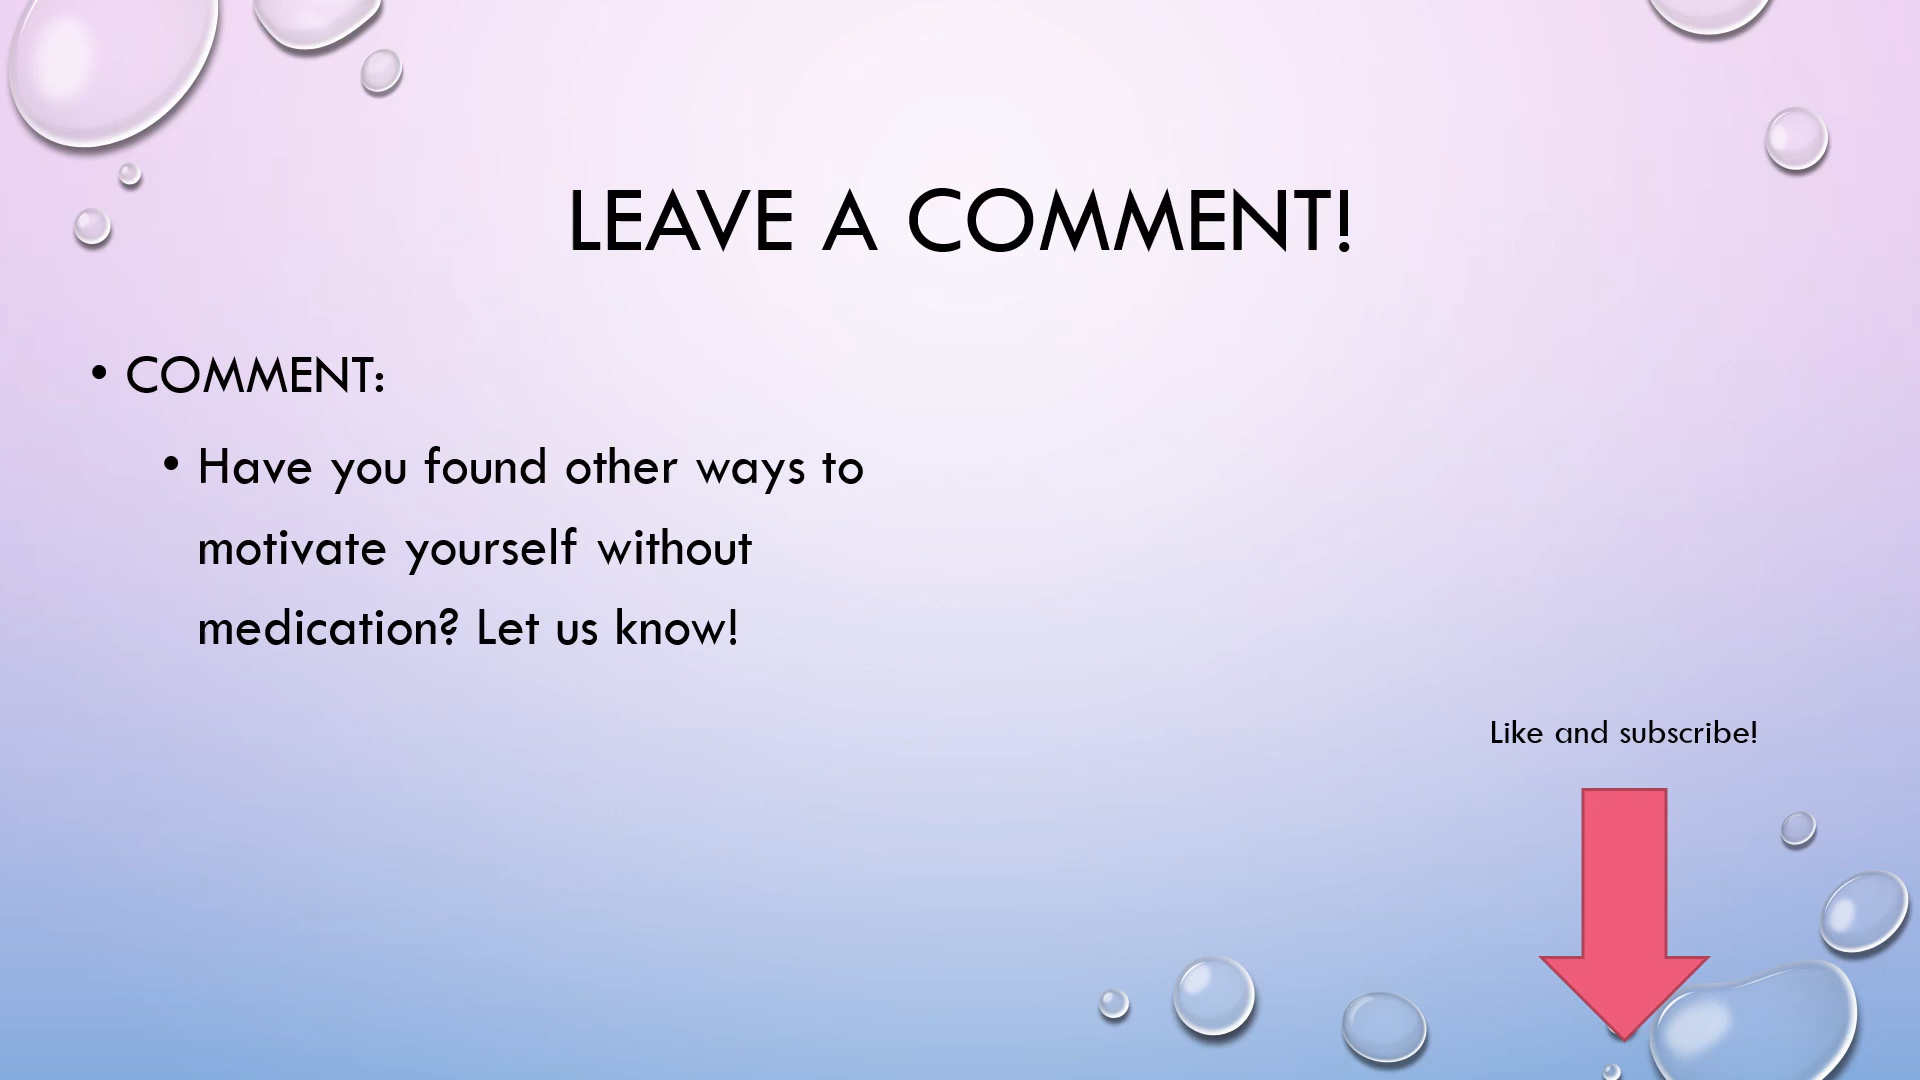 LEAVE A COMMENT!
• COMMENT:
• Have you found other ways to
motivate yourself without
medication? Let us know!
Like and subscribe!